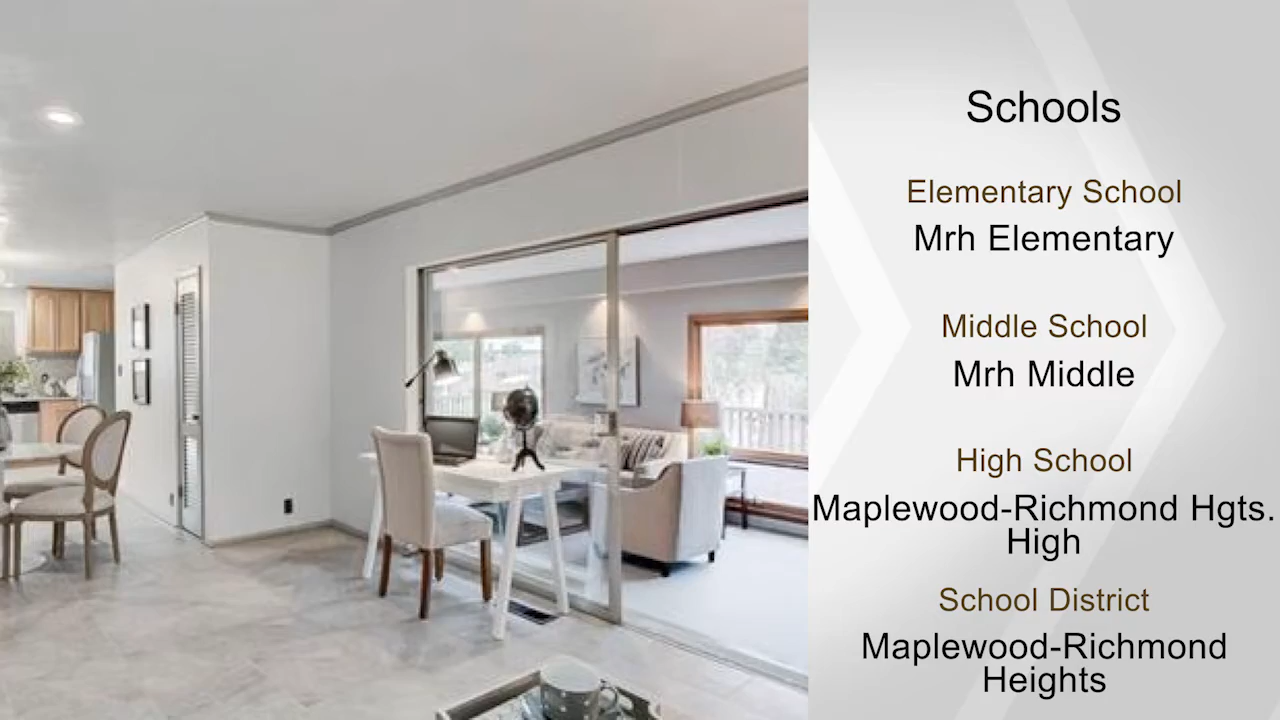 Schools
Elementary School
Mrh Elementary
Middle School
Mrh Middle
High School
Maplewood-Richmond Hgts.
High
School District
Maplewood-Richmond
Heights